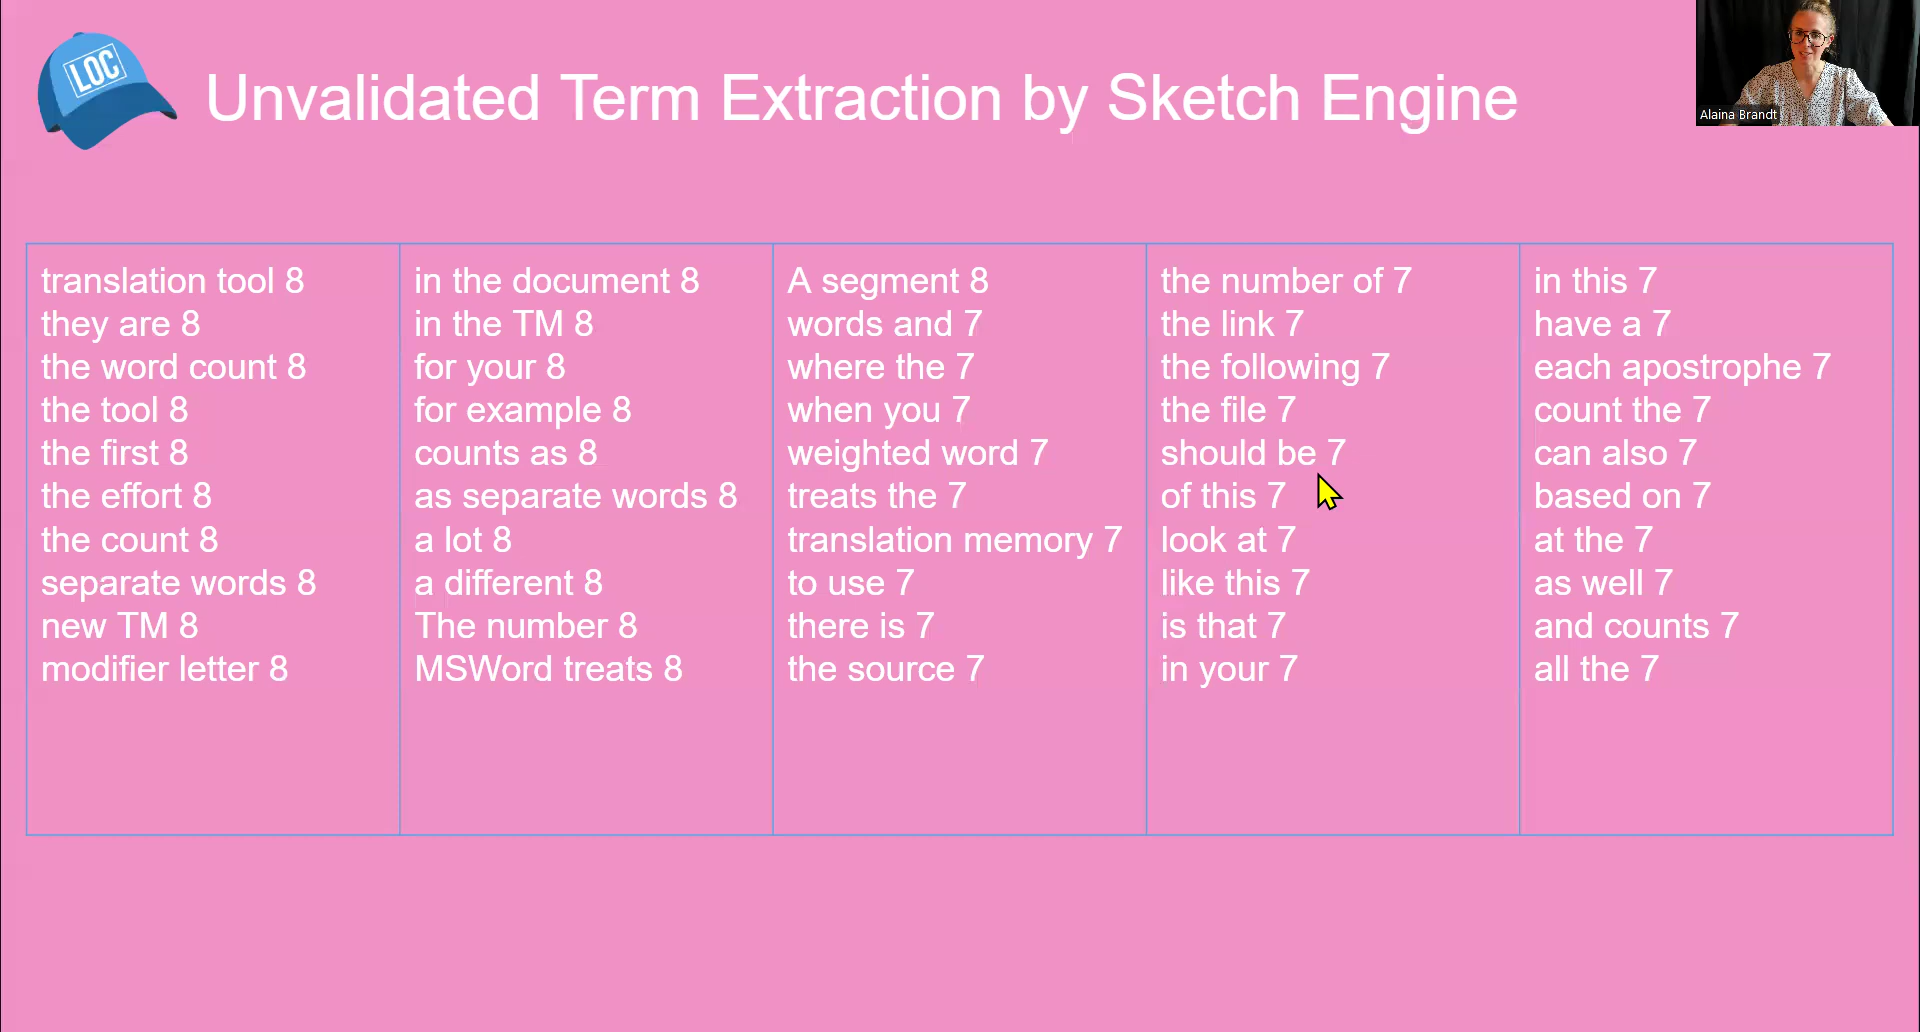 LOC
Unvalidated Term Extraction by Sketch Engine
Alaina Brandt
translation tool 8
they are 8
the word count 8
the tool 8
the first 8
the effort 8
the count 8
separate words 8
new TM 8
modifier letter 8
in the document 8
in the TM 8
for your 8
for example 8
counts as 8
as separate words 8
a lot 8
a different 8
The number 8
MSWord treats 8
A segment 8
words and 7
where the 7
when you 7
weighted word 7
treats the 7
translation memory 7
to use 7
there is 7
the source 7
the number of 7
the link 7
the following 7
the file 7
should be 7
of this 7
look at 7
like this 7
is that 7
in your 7
in this 7
have a 7
each apostrophe 7
count the 7
can also 7
based on 7
at the 7
as well 7
and counts 7
all the 7